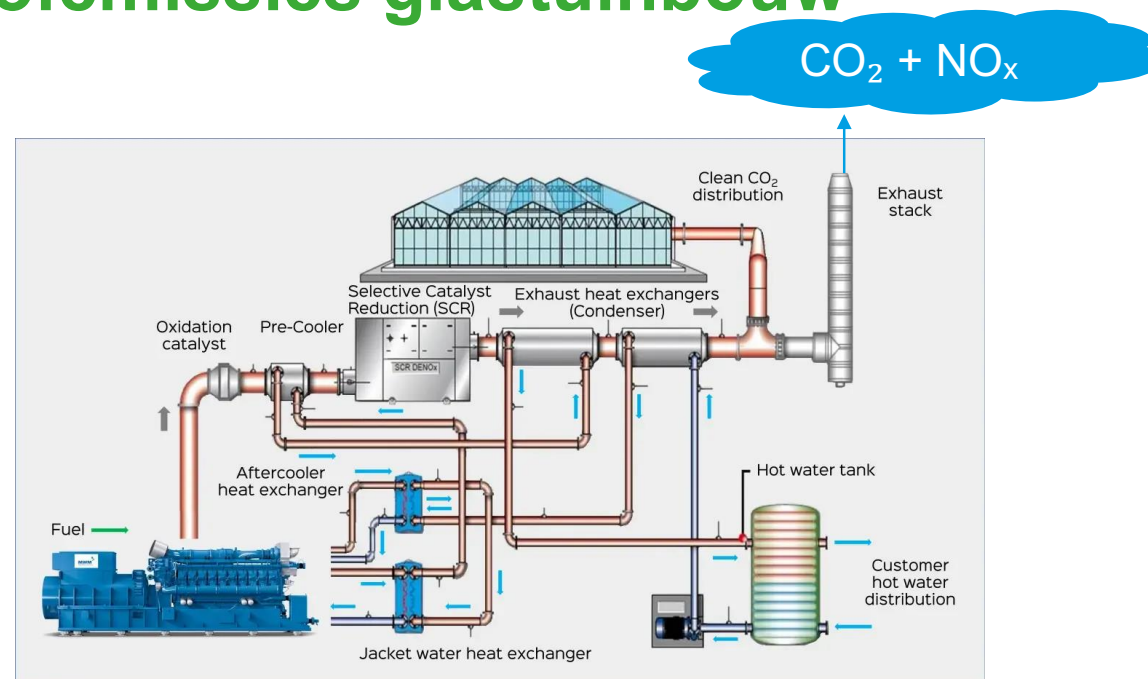 glastuinbouw
CO₂ + NOₓ
Clean CO₂
distribution
Exhaust
stack
Selective Catalyst
Reduction (SCR)
Exhaust heat exchangers
(Condenser)
Oxidation
catalyst
Pre-Cooler
SCR DENOx
Aftercooler
heat exchanger
Hot water tank
Fuel
Customer
hot water
distribution
Jacket water heat exchanger